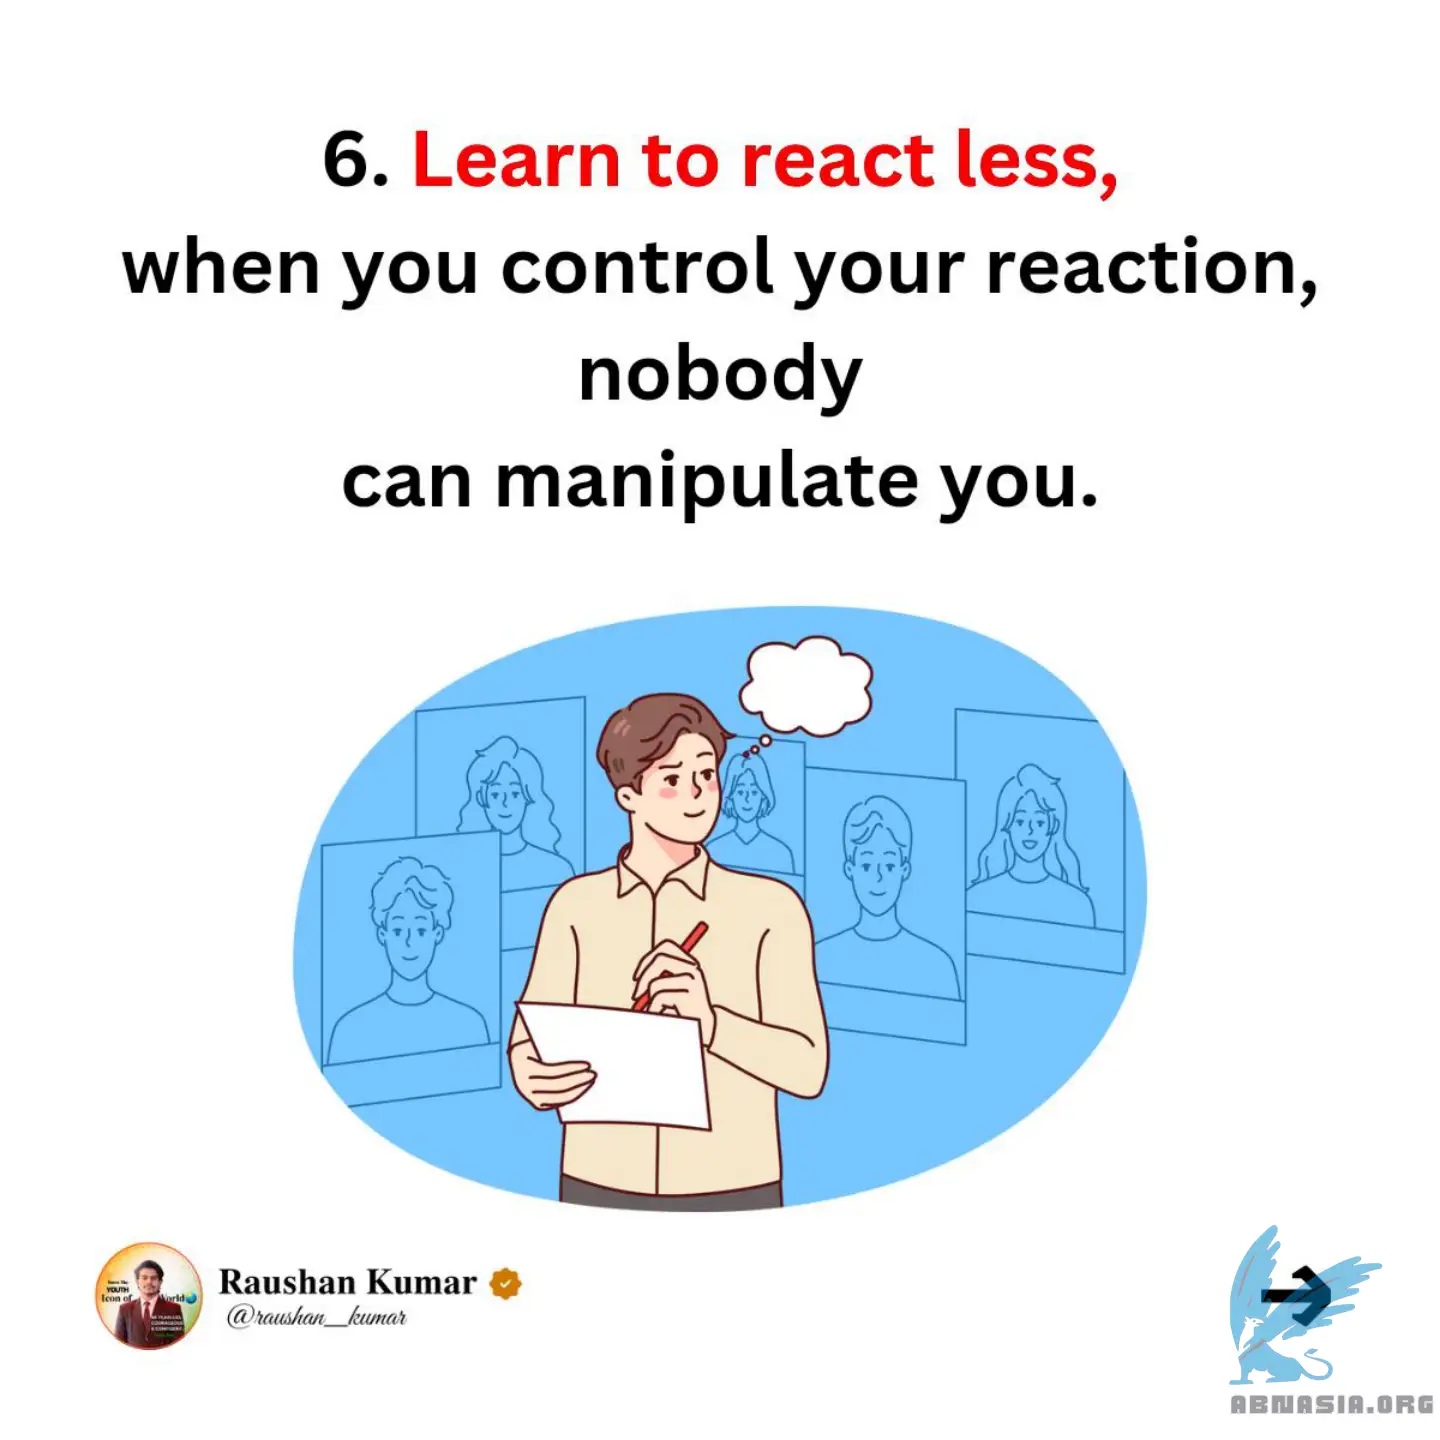 6. Learn to react less,
when you control your reaction,
nobody
can manipulate you.
YOUTH
Icon of World
Raushan Kumar
@raushan__kumar
ABNASIA.ORG